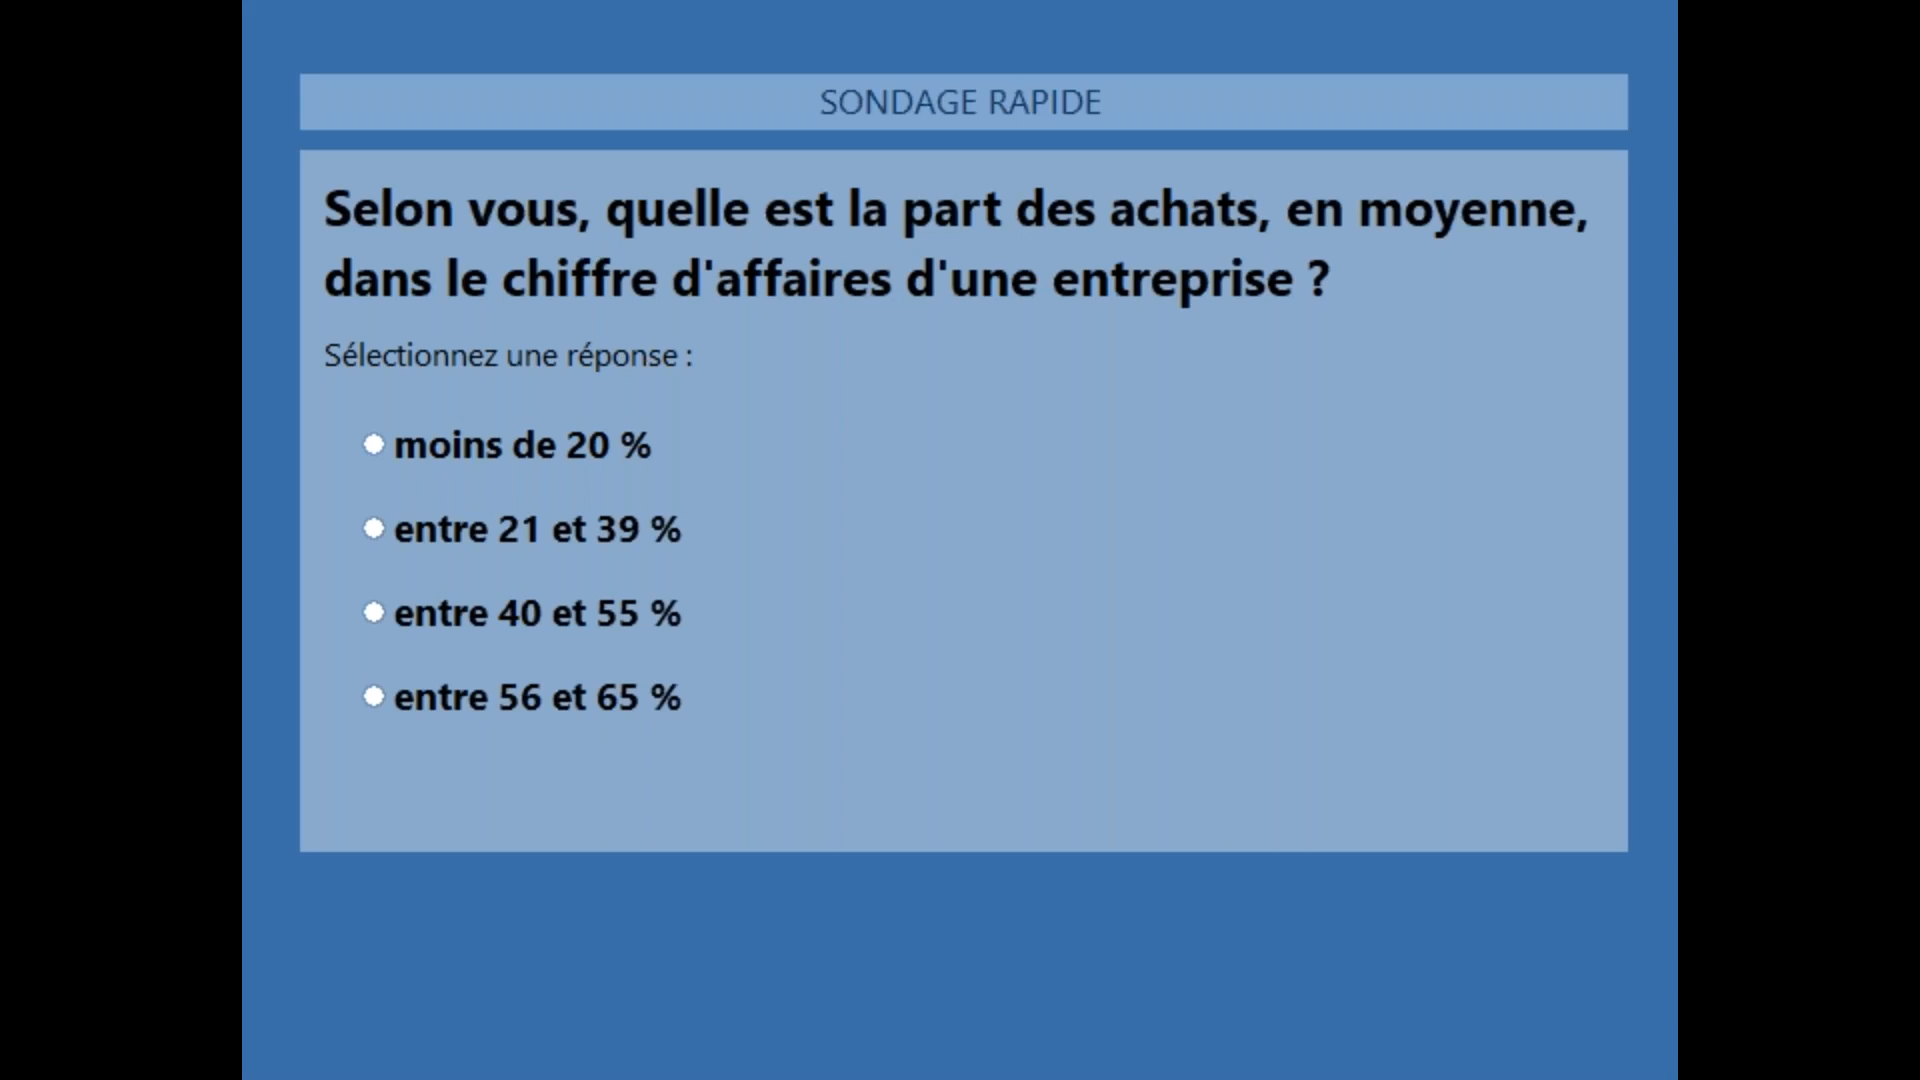 SONDAGE RAPIDE
Selon vous, quelle est la part des achats, en moyenne,
dans le chiffre d'affaires d'une entreprise ?
Sélectionnez une réponse :
moins de 20 %
entre 21 et 39 %
entre 40 et 55 %
entre 56 et 65 %